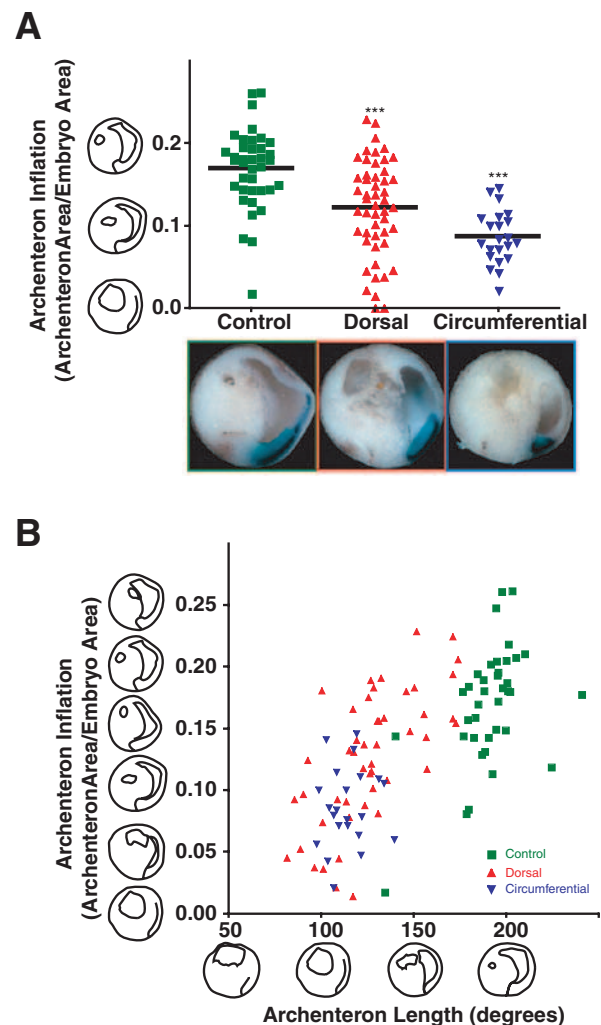 A
Archenteron Inflation
(ArchenteronArea/Embryo Area)
0.2
0.1
0.0
***
***
Control
Dorsal
Circumferential
B
Archenteron Inflation
(ArchenteronArea/Embryo Area)
0.25
0.20
0.15
0.10
0.05
0.00
Control
Dorsal
Circumferential
50
100
150
200
Archenteron Length (degrees)